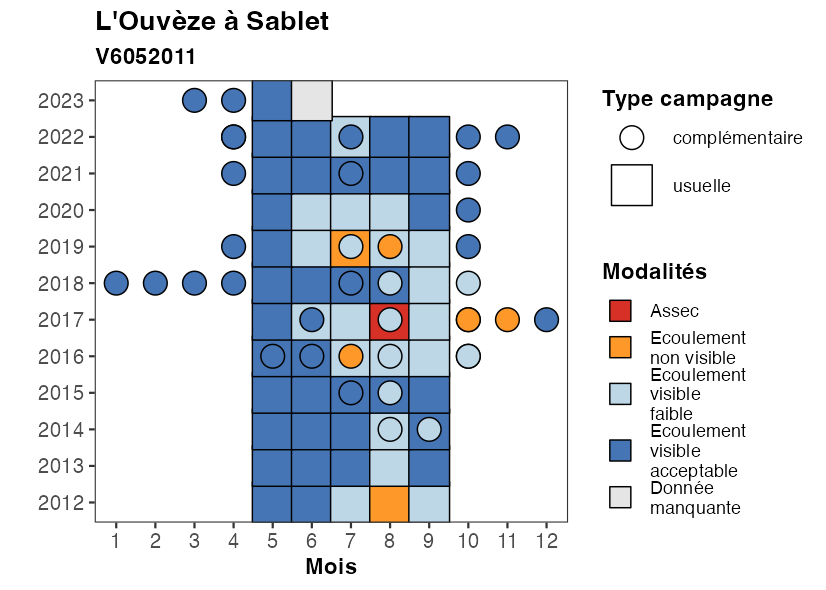 L'Ouvèze à Sablet
V6052011
2023
2022
2021
2020
2019
2018
2017
2016
2015
2014
2013
2012
1 2 3 4 5 6 7 8 9 10 11 12
Mois
Type campagne
complémentaire
usuelle
Modalités
Assec
Ecoulement
non visible
Ecoulement
visible
faible
Ecoulement
visible
acceptable
Donnée
manquante